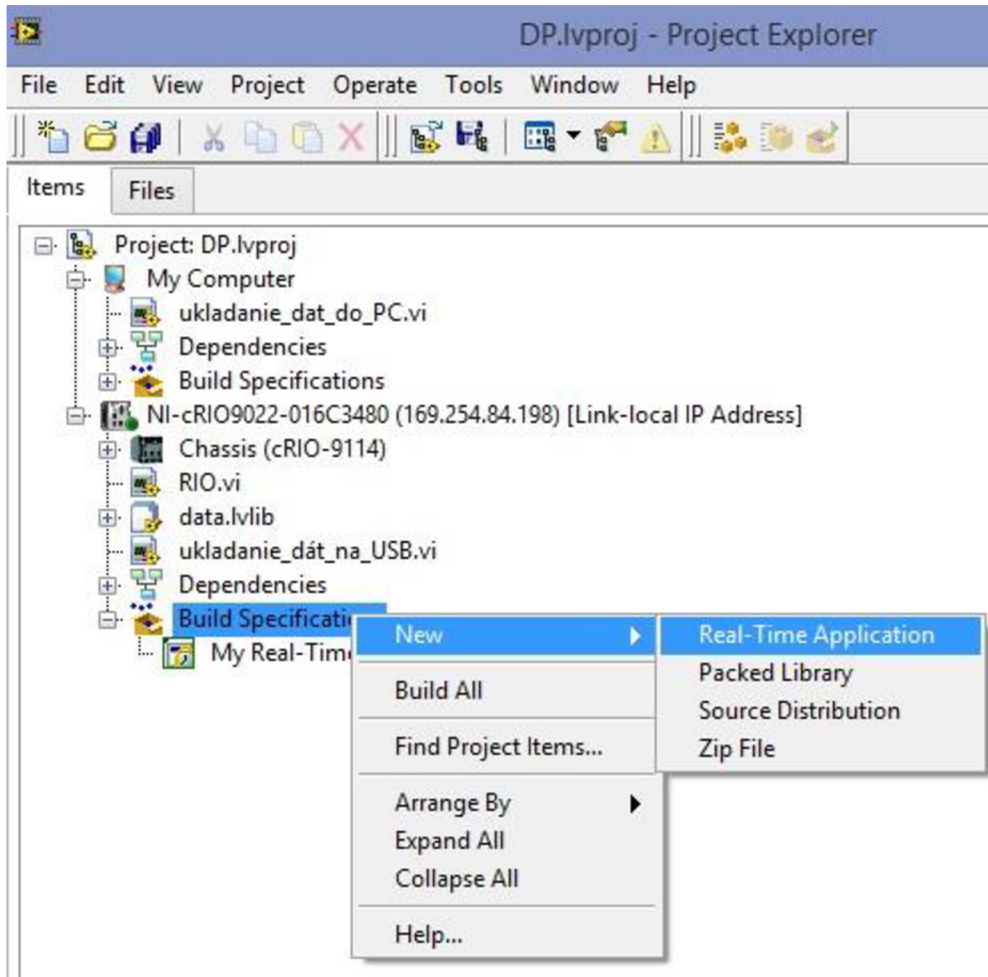 DP.lvproj - Project Explorer
File Edit View Project Operate Tools Window Help
Items Files
Project: DP.lvproj
My Computer
ukladanie_dat_do_PC.vi
Dependencies
Build Specifications
NI-cRIO9022-016C3480 (169.254.84.198) [Link-local IP Address]
Chassis (cRIO-9114)
RIO.vi
data.lvlib
ukladanie_dát_na_USB.vi
Dependencies
Build Specificati
My Real-Time
New
Build All
Find Project Items...
Arrange By
Expand All
Collapse All
Help...
Real-Time Application
Packed Library
Source Distribution
Zip File